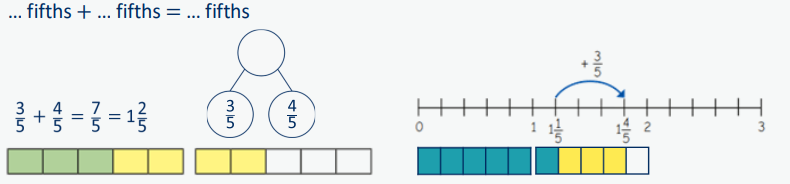 ... fifths + ... fifths = ... fifths
3/5 + 4/5 = 7/5 = 1 2/5
3/5 4/5
+ 3/5
0 1 1 1/5 1 4/5 2 3